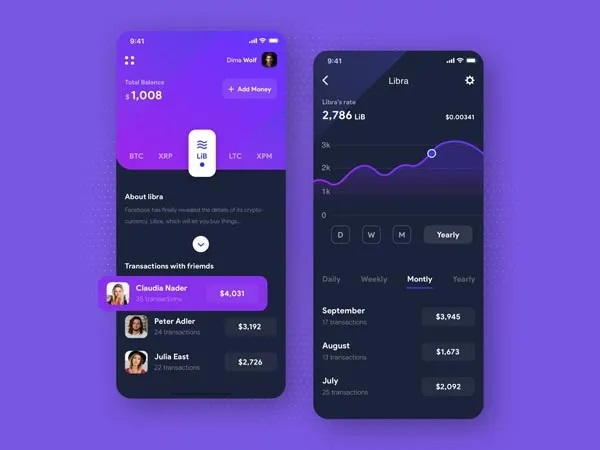 9:41
Dima Wolf
Total Balance
$ 1,008
+ Add Money
BTC XRP LiB LTC XPM
About libra
Facebook has finally revealed the details of its crypto-
currency, Libra, which will let you buy things...
Transactions with friemds
Claudia Nader
35 transactions
$4,031
Peter Adler
24 transactions
$3,192
Julia East
22 transactions
$2,726
9:41
Libra
Libra's rate
2,786 LiB
$0.00341
3k
2k
1k
0
D W M Yearly
Daily Weekly Montly Yearly
September
17 transactions
$3,945
August
13 transactions
$1,673
July
25 transactions
$2,092